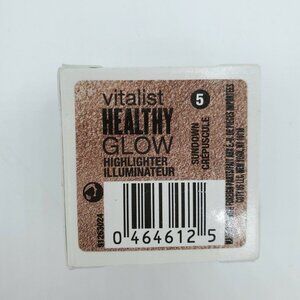 vitalist
HEALTHY
GLOW
HIGHLIGHTER
ILLUMINATEUR
5
SUNDOWN
CRÉPUSCULE
0 464612 5